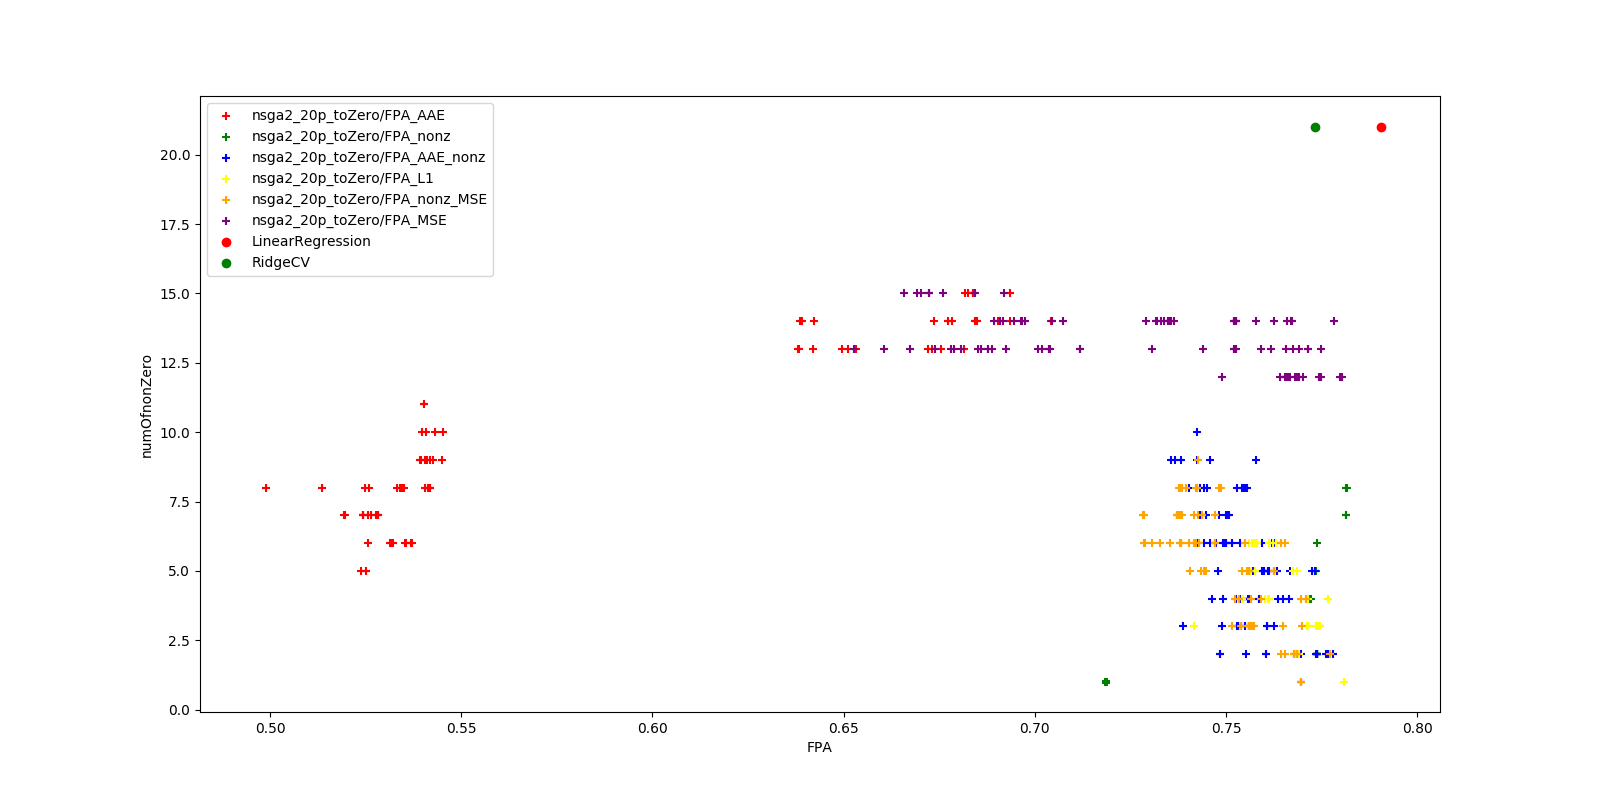 nsga2_20p_toZero/FPA_AAE
nsga2_20p_toZero/FPA_nonz
nsga2_20p_toZero/FPA_AAE_nonz
nsga2_20p_toZero/FPA_L1
nsga2_20p_toZero/FPA_nonz_MSE
nsga2_20p_toZero/FPA_MSE
LinearRegression
RidgeCV
numOfnonZero
20.0
17.5
15.0
12.5
10.0
7.5
5.0
2.5
0.0
0.50 0.55 0.60 0.65 0.70 0.75 0.80
FPA